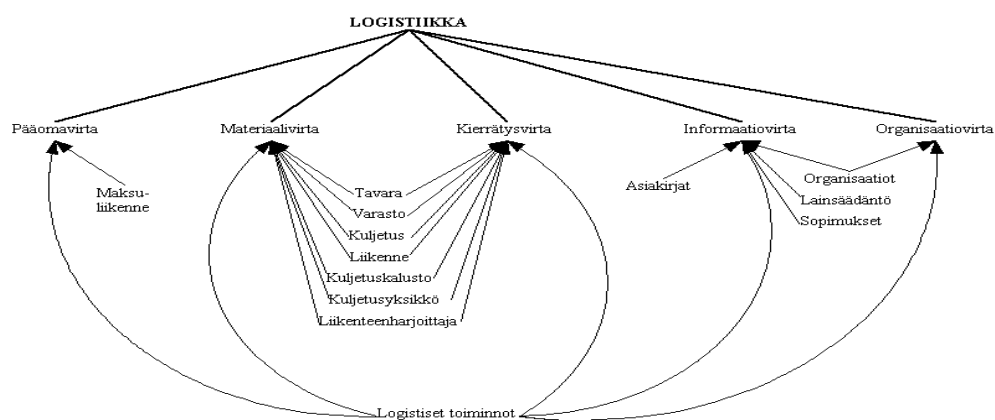 LOGISTIIKKA
Pääomavirta
Materiaalivirta
Kierrätysvirta
Informaatiovirta
Organisaatiovirta
Maksu-
liikenne
Tavara
Varasto
Kuljetus
Liikenne
Kuljetuskalusto
Kuljetusyksikkö
Liikenteenharjoittaja
Asiakirjat
Organisaatiot
Lainsäädäntö
Sopimukset
Logistiset toiminnot